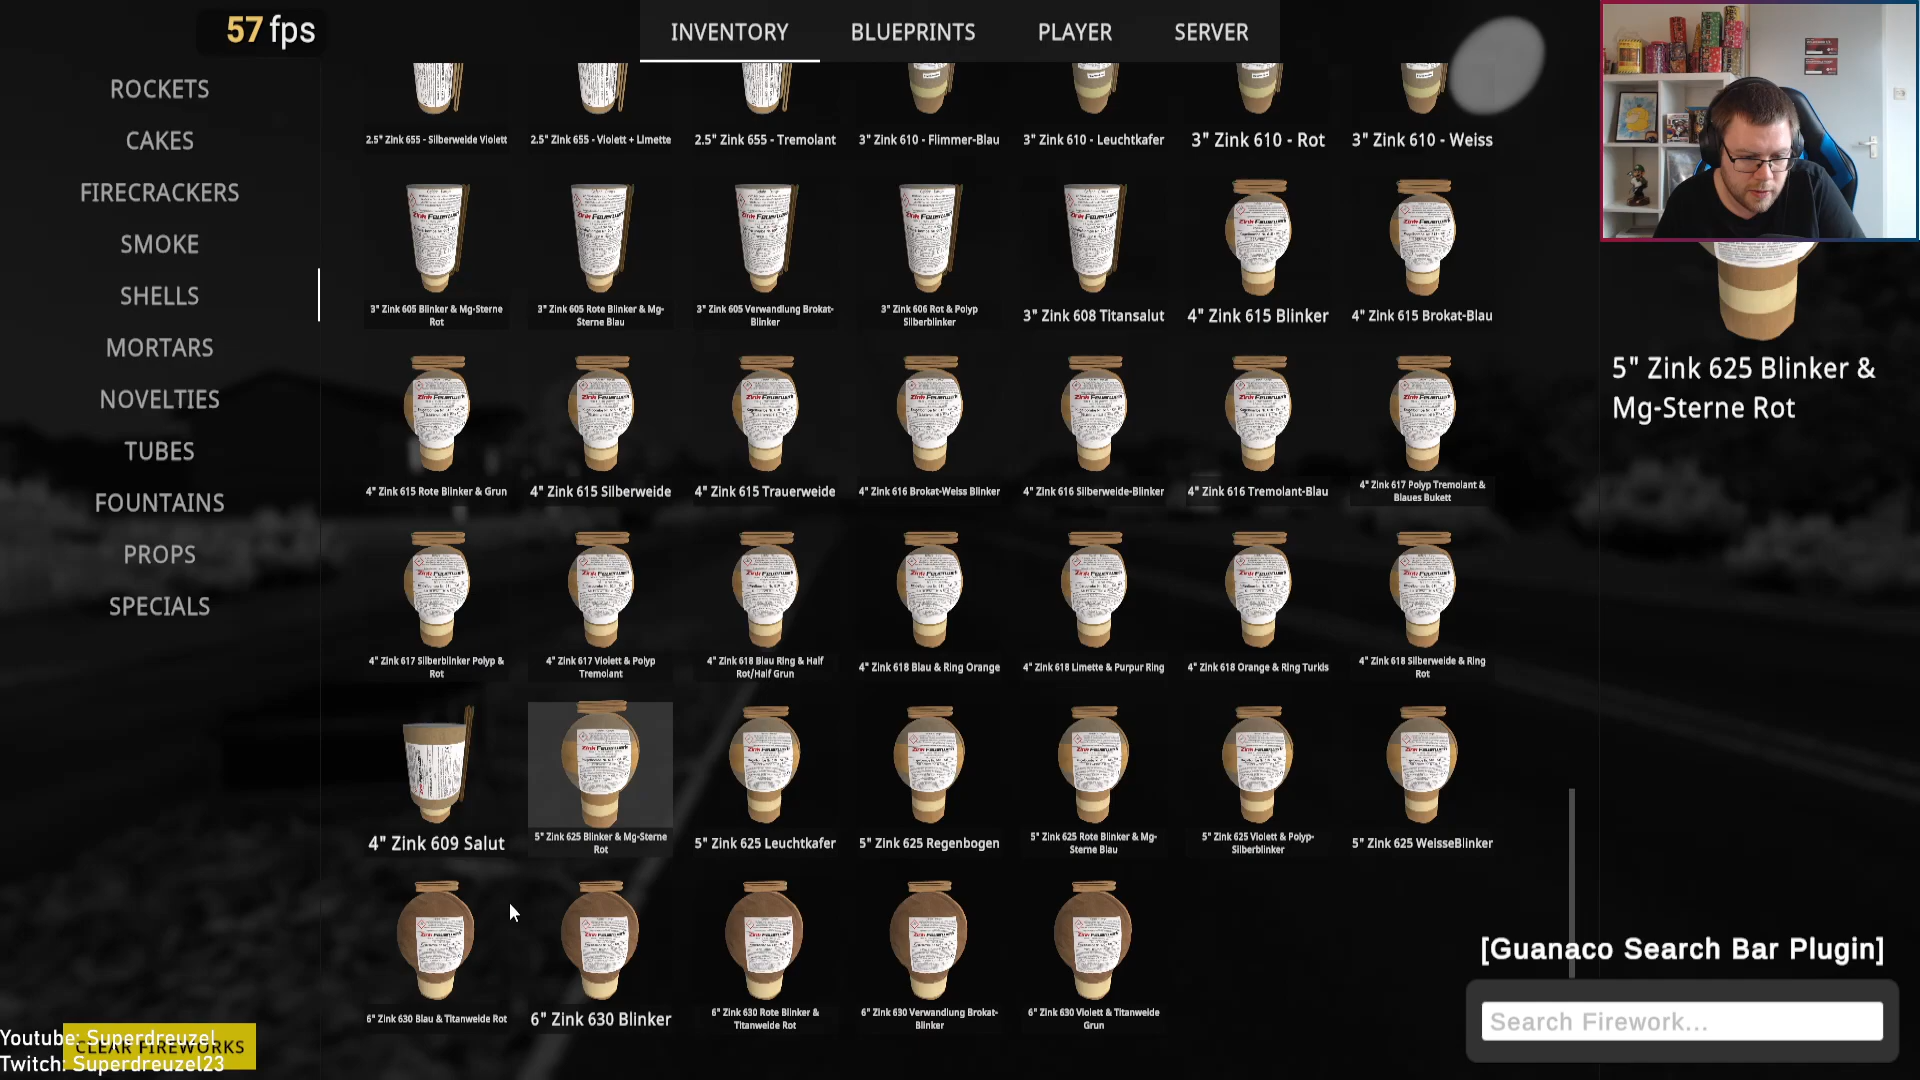 57 fps
INVENTORY
BLUEPRINTS
PLAYER
SERVER
ROCKETS
CAKES
FIRECRACKERS
SMOKE
SHELLS
MORTARS
NOVELTIES
TUBES
FOUNTAINS
PROPS
SPECIALS
2.5" Zink 655 - Silberweide Violett
2.5" Zink 655 - Violett + Limette
2.5" Zink 655 - Tremolant
3" Zink 610 - Flimmer-Blau
3" Zink 610 - Leuchtkafer
3" Zink 610 - Rot
3" Zink 610 - Weiss
3" Zink 605 Blinker & Mg-Sterne
Rot
3" Zink 605 Rote Blinker & Mg-
Sterne Blau
3" Zink 605 Verwandlung Brokat-
Blinker
3" Zink 606 Rot & Polyp
Silberblinker
3" Zink 608 Titansalut
4" Zink 615 Blinker
4" Zink 615 Brokat-Blau
4" Zink 615 Rote Blinker & Grun
4" Zink 615 Silberweide
4" Zink 615 Trauerweide
4" Zink 616 Brokat-Weiss Blinker
4" Zink 616 Silberweide-Blinker
4" Zink 616 Tremolant-Blau
4" Zink 617 Polyp Tremolant &
Blaues Bukett
4" Zink 617 Silberblinker Polyp &
Rot
4" Zink 617 Violett & Polyp
Tremolant
4" Zink 618 Blau Ring & Half
Rot/Half Grun
4" Zink 618 Blau & Ring Orange
4" Zink 618 Limette & Purpur Ring
4" Zink 618 Orange & Ring Turkis
4" Zink 618 Silberweide & Ring
Rot
4" Zink 609 Salut
5" Zink 625 Blinker & Mg-Sterne
Rot
5" Zink 625 Leuchtkafer
5" Zink 625 Regenbogen
5" Zink 625 Rote Blinker & Mg-
Sterne Blau
5" Zink 625 Violett & Polyp-
Silberblinker
5" Zink 625 WeisseBlinker
6" Zink 630 Blau & Titanweide Rot
6" Zink 630 Blinker
6" Zink 630 Rote Blinker &
Titanweide Rot
6" Zink 630 Verwandlung Brokat-
Blinker
6" Zink 630 Violett & Titanweide
Grun
5" Zink 625 Blinker &
Mg-Sterne Rot
[Guanaco Search Bar Plugin]
Search Firework...
Youtube: Superdreuzel
CLEAR FIREWORKS
Twitch: Superdreuzel23